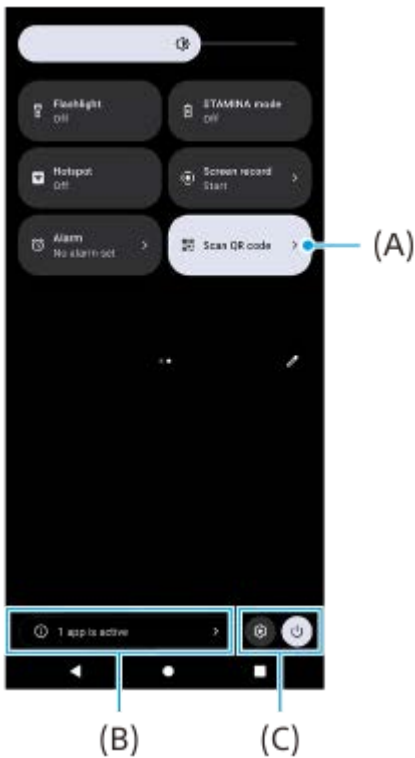 Flashlight
Off
STAMINA mode
Off
Hotspot
Off
Screen record
Start
Alarm
No alarm set
Scan QR code
(A)
1 app is active
(B)
(C)